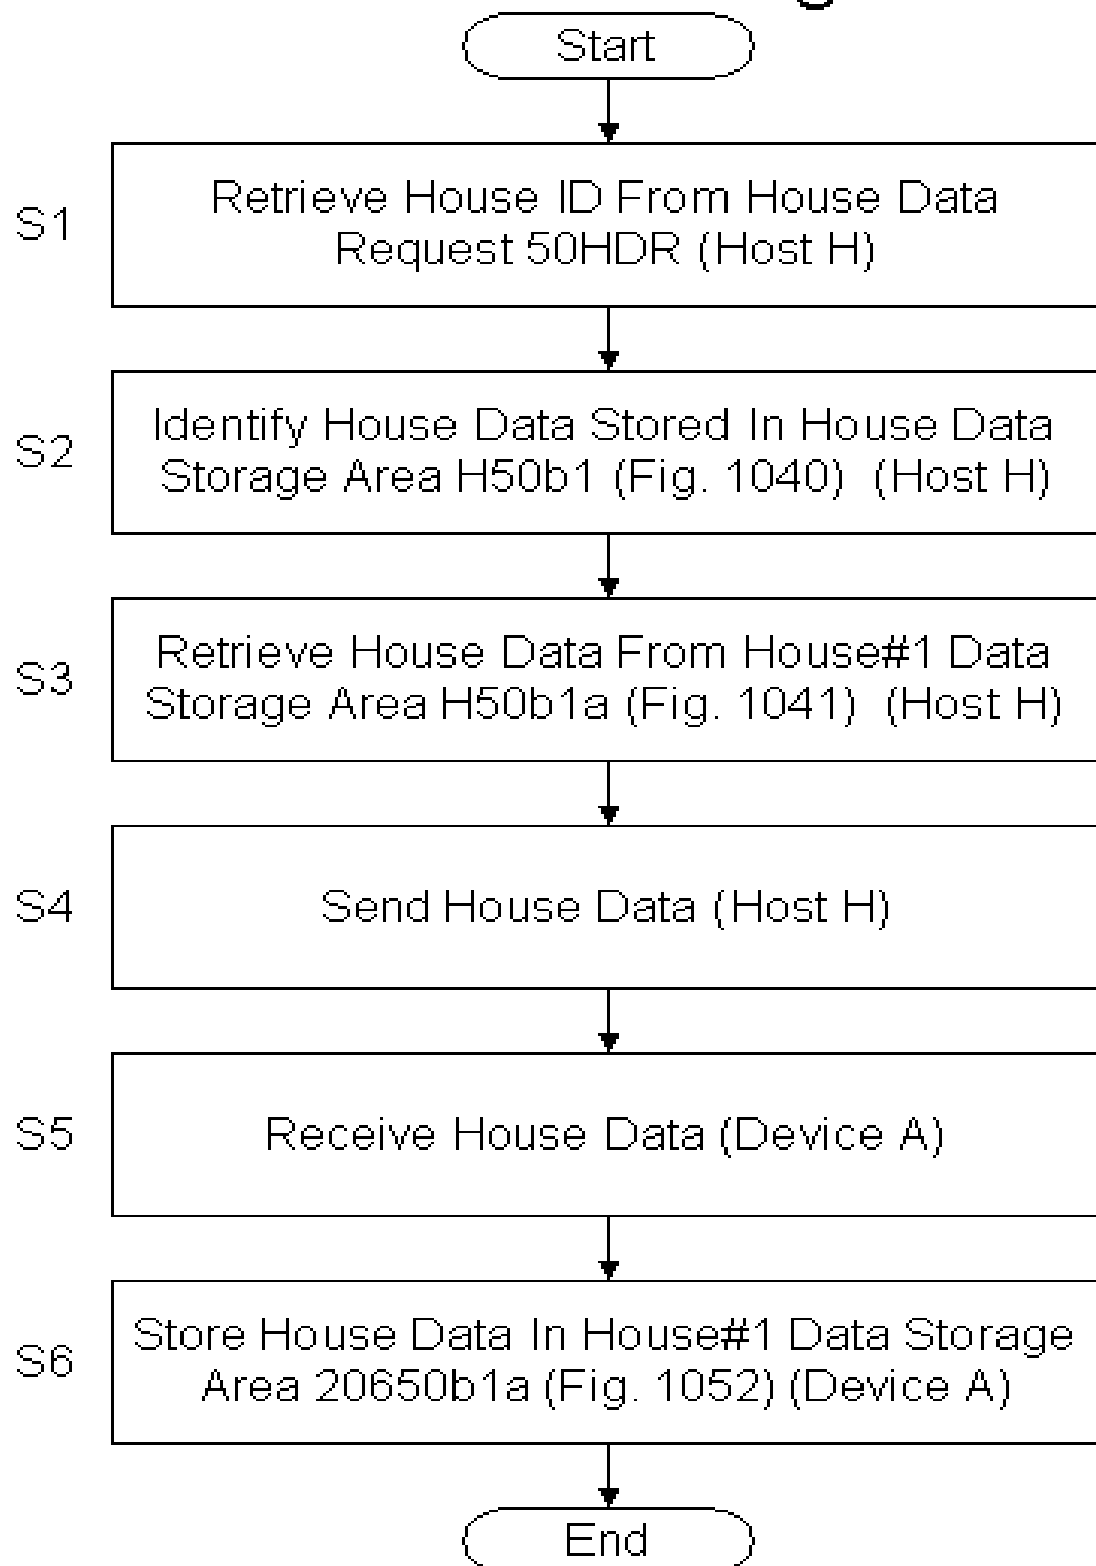 Start
S1
Retrieve House ID From House Data
Request 50HDR (Host H)
S2
Identify House Data Stored In House Data
Storage Area H50b1 (Fig. 1040) (Host H)
S3
Retrieve House Data From House#1 Data
Storage Area H50b1a (Fig. 1041) (Host H)
S4
Send House Data (Host H)
S5
Receive House Data (Device A)
S6
Store House Data In House#1 Data Storage
Area 20650b1a (Fig. 1052) (Device A)
End